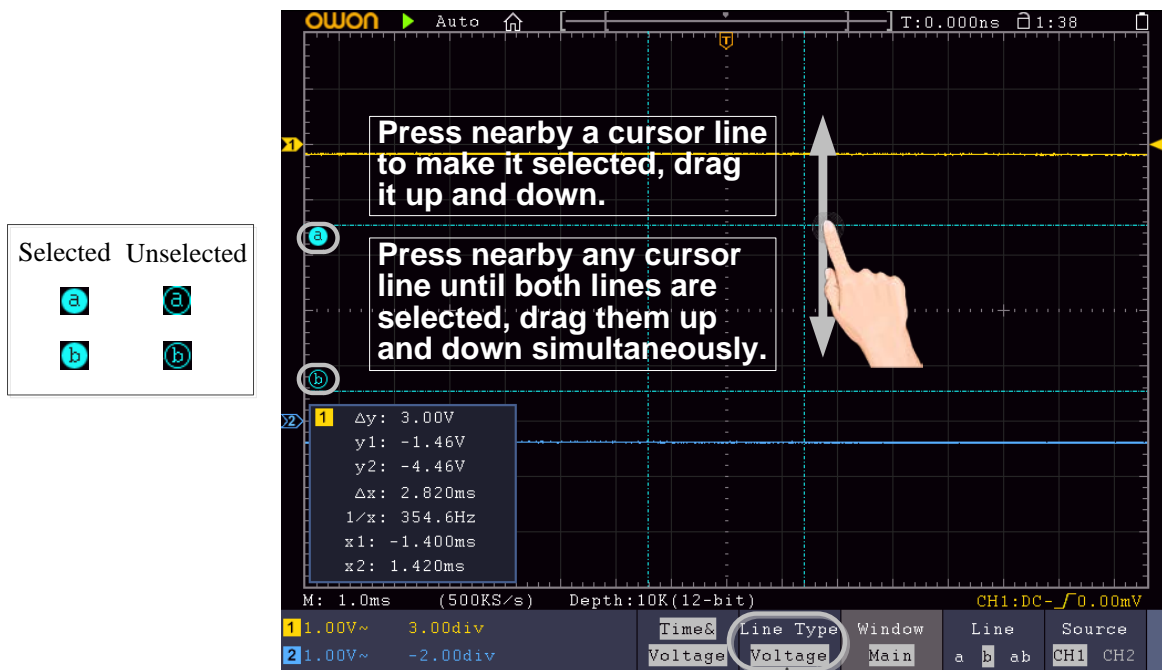 owon Auto T:0.000ns 1:38
T
Press nearby a cursor line
to make it selected, drag
it up and down.
1
a
Press nearby any cursor
line until both lines are
selected, drag them up
and down simultaneously.
Selected Unselected
a a
b b
b
2
1 Δy: 3.00V
y1: -1.46V
y2: -4.46V
Δx: 2.820ms
1/x: 354.6Hz
x1: -1.400ms
x2: 1.420ms
M: 1.0ms (500KS/s) Depth:10K(12-bit) CH1:DC- 0.00mV
1 1.00V~ 3.00div
2 1.00V~ -2.00div
Time&
Voltage
Line Type
Voltage
Window
Main
Line
a b ab
Source
CH1 CH2